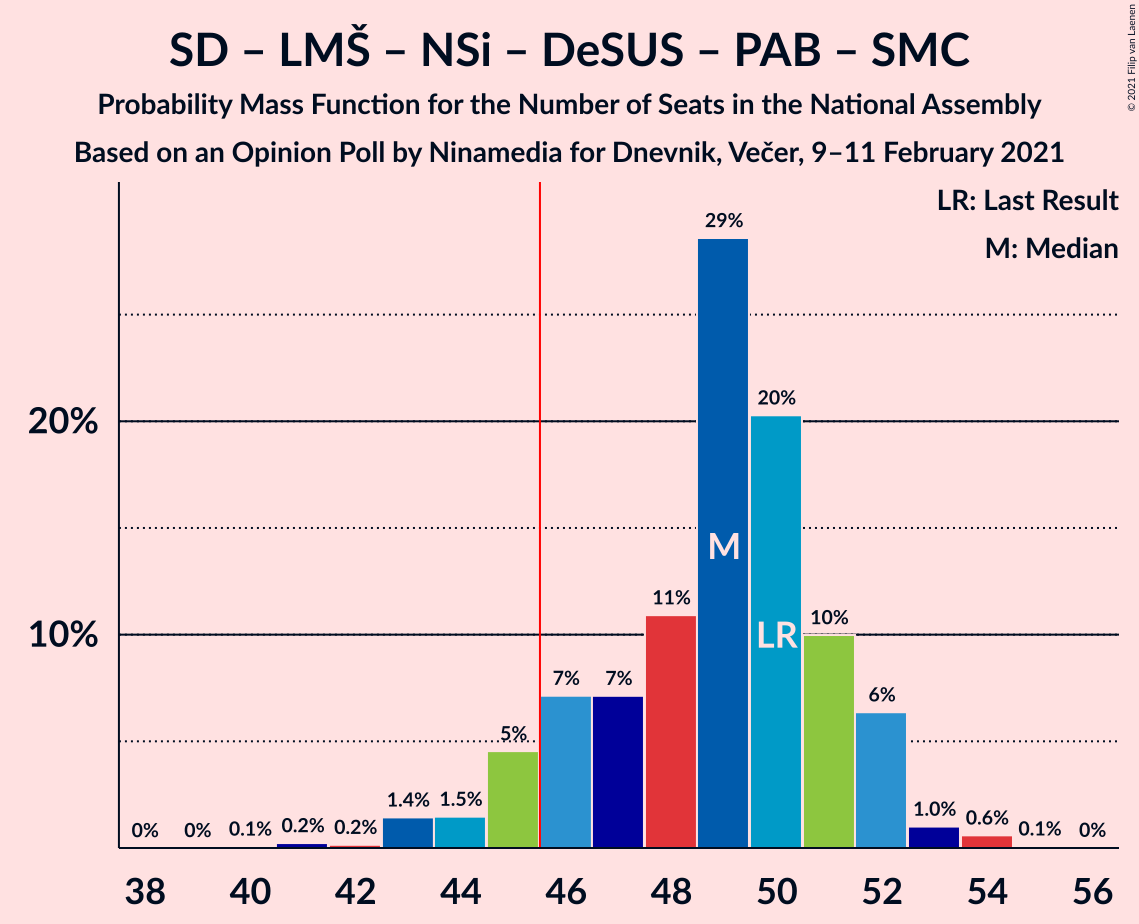 SD – LMŠ – NSi – DeSUS – PAB – SMC
Probability Mass Function for the Number of Seats in the National Assembly
Based on an Opinion Poll by Ninamedia for Dnevnik, Večer, 9–11 February 2021
© 2021 Filip van Laenen
LR: Last Result
M: Median
20%
10%
0% 0% 0.1% 0.2% 0.2% 1.4% 1.5% 5% 7% 7% 11% 29% 20% 10% 6% 1.0% 0.6% 0.1% 0%
M
LR
38 40 42 44 46 48 50 52 54 56